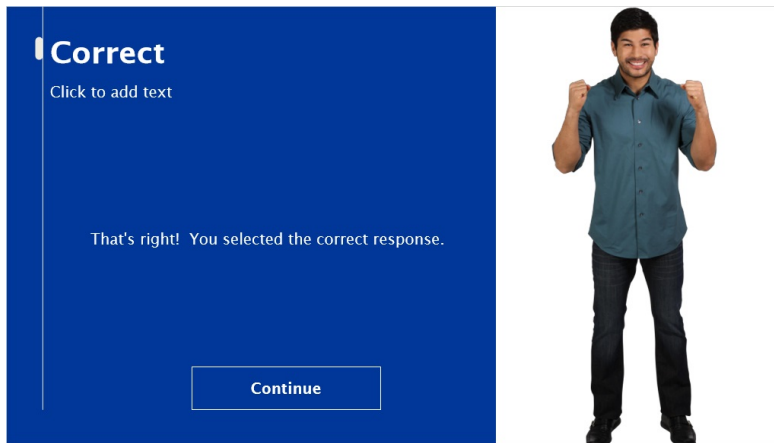 Correct
Click to add text
That's right!  You selected the correct response.
Continue